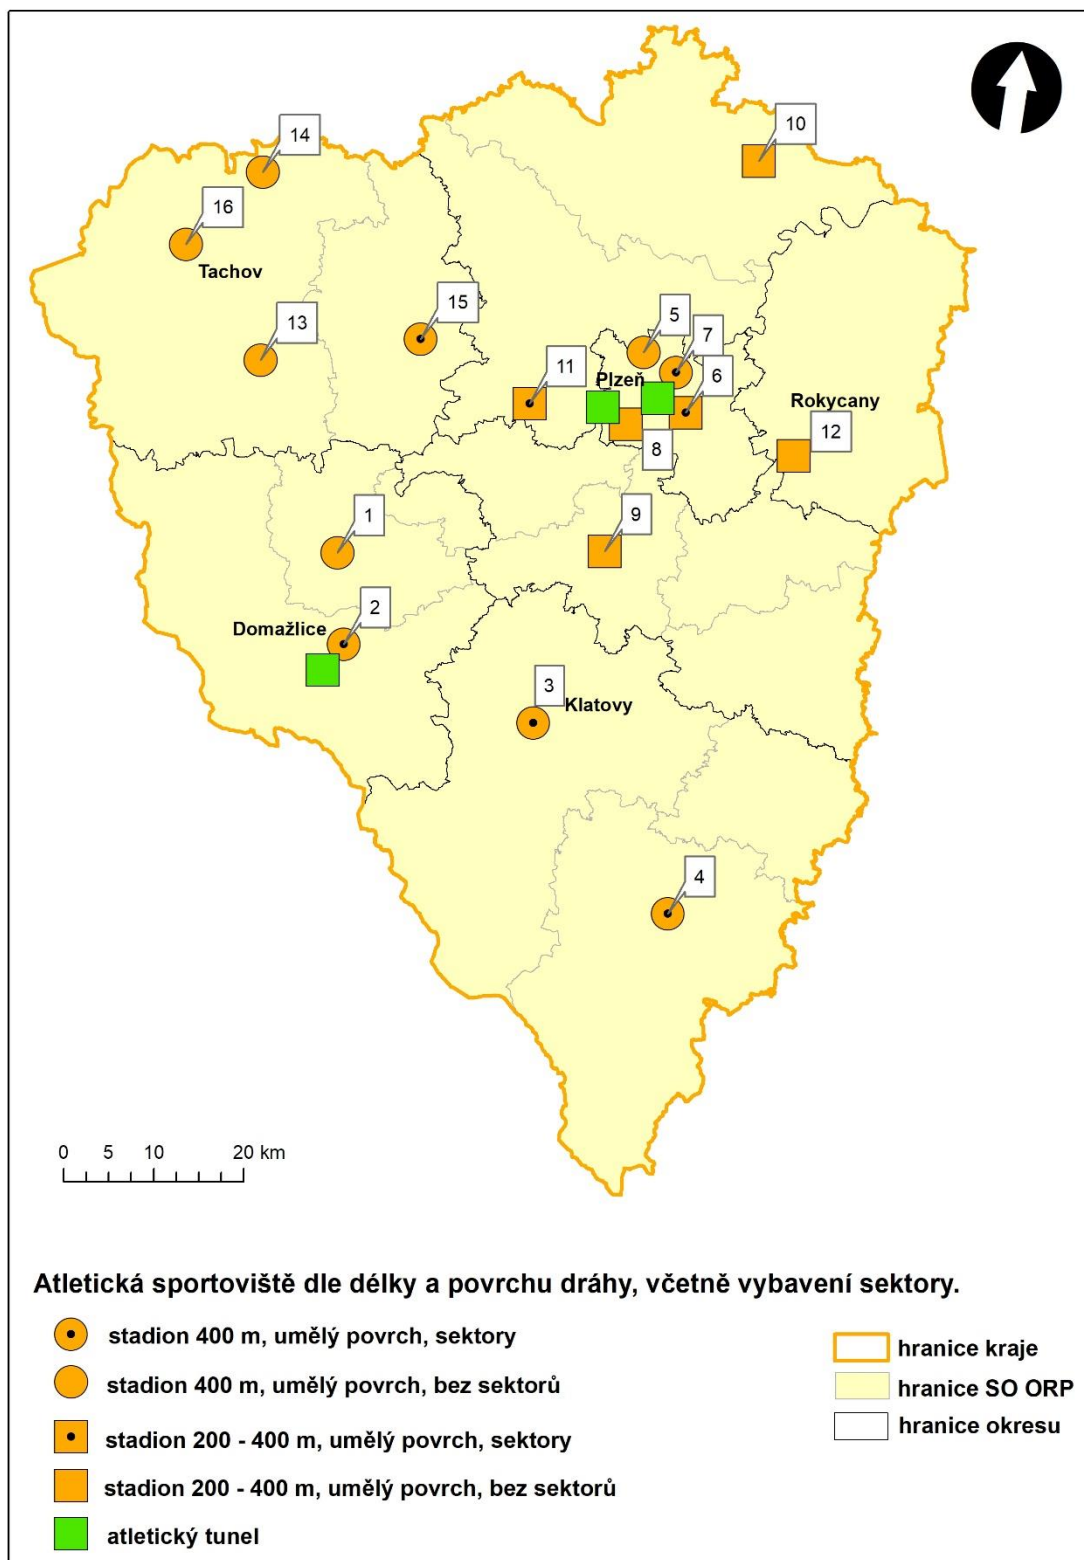 14
10
16
Tachov
15
5
13
7
11
Plzeň
6
Rokycany
12
8
9
1
2
Domažlice
3
Klatovy
4
0 5 10 20 km
Atletická sportoviště dle délky a povrchu dráhy, včetně vybavení sektory.
stadion 400 m, umělý povrch, sektory
stadion 400 m, umělý povrch, bez sektorů
stadion 200 - 400 m, umělý povrch, sektory
stadion 200 - 400 m, umělý povrch, bez sektorů
atletický tunel
hranice kraje
hranice SO ORP
hranice okresu